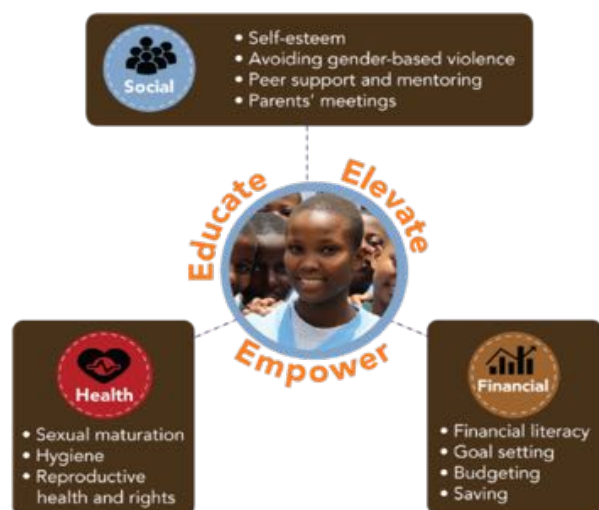 Social
• Self-esteem
• Avoiding gender-based violence
• Peer support and mentoring
• Parents' meetings
Educate
Elevate
Empower
Health
• Sexual maturation
• Hygiene
• Reproductive
health and rights
Financial
• Financial literacy
• Goal setting
• Budgeting
• Saving